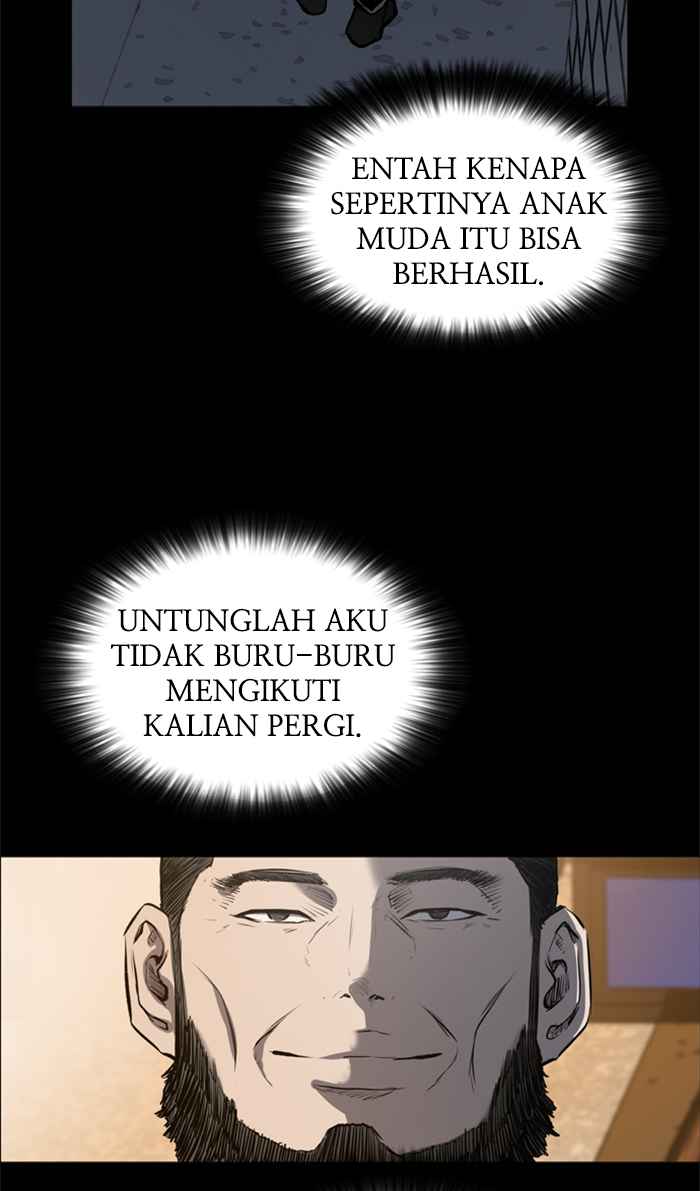 ENTAH KENAPA
SEPERTINYA ANAK
MUDA ITU BISA
BERHASIL.
UNTUNGLAH AKU
TIDAK BURU-BURU
MENGIKUTI
KALIAN PERGI.